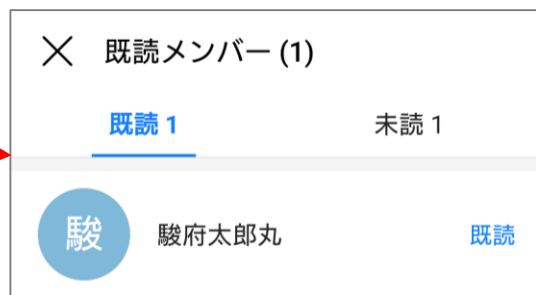 既読メンバー (1)
既読 1
未読 1
駿
駿府太郎丸
既読